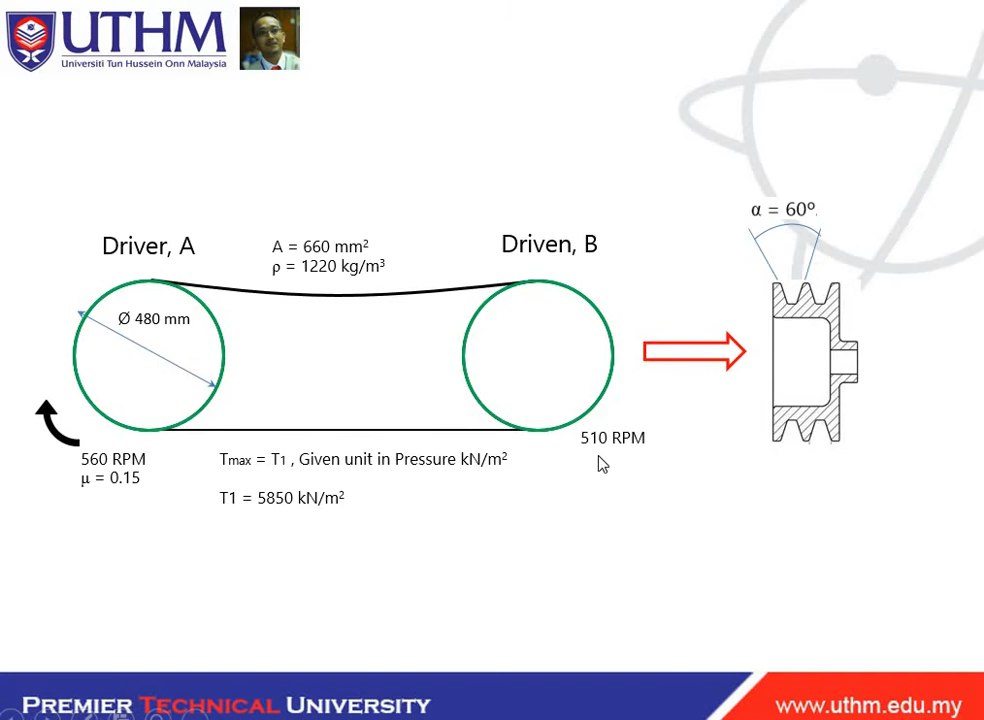 UTHM
Universiti Tun Hussein Onn Malaysia
α = 60º
Driver, A
A = 660 mm²
ρ = 1220 kg/m³
Driven, B
Ø 480 mm
510 RPM
560 RPM
μ = 0.15
Tmax = T1 , Given unit in Pressure kN/m²
T1 = 5850 kN/m²
PREMIER TECHNICAL UNIVERSITY
www.uthm.edu.my